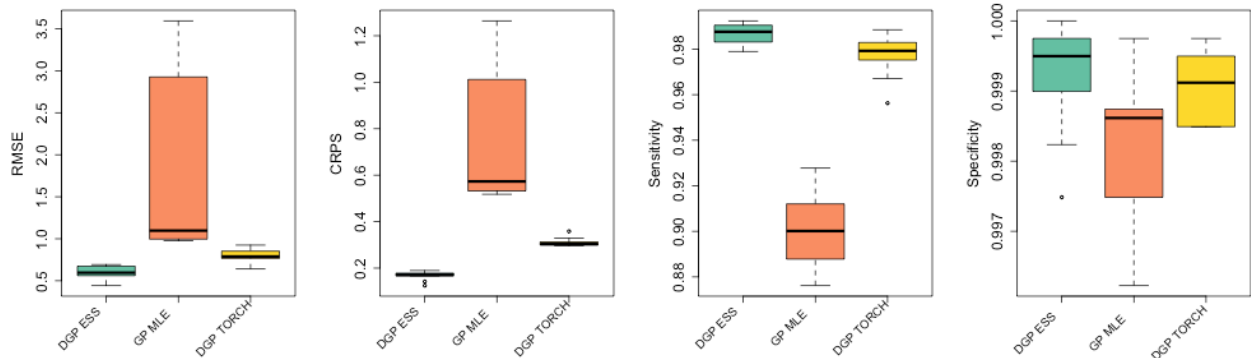 RMSE
3.5
3.0
2.5
2.0
1.5
1.0
0.5
DGP ESS
GP MLE
DGP TORCH
CRPS
1.2
1.0
0.8
0.6
0.4
0.2
DGP ESS
GP MLE
DGP TORCH
Sensitivity
0.98
0.96
0.94
0.92
0.90
0.88
DGP ESS
GP MLE
DGP TORCH
Specificity
1.000
0.999
0.998
0.997
DGP ESS
GP MLE
DGP TORCH